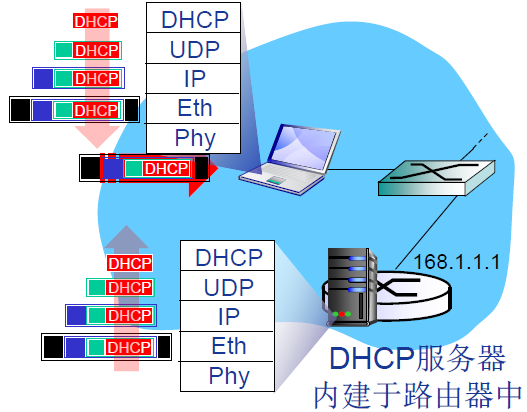 DHCP
DHCP
DHCP
DHCP
DHCP
DHCP
UDP
IP
Eth
Phy
DHCP
DHCP
DHCP
DHCP
DHCP
UDP
IP
Eth
Phy
168.1.1.1
DHCP服务器
内建于路由器中